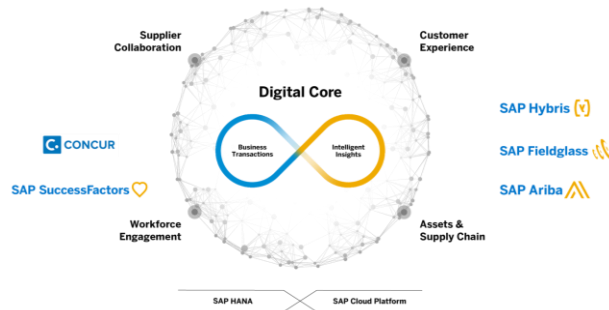 Supplier
Collaboration
Customer
Experience
Digital Core
Business
Transactions
Intelligent
Insights
C. CONCUR
SAP SuccessFactors
SAP Hybris
SAP Fieldglass
SAP Ariba
Workforce
Engagement
Assets &
Supply Chain
SAP HANA
SAP Cloud Platform